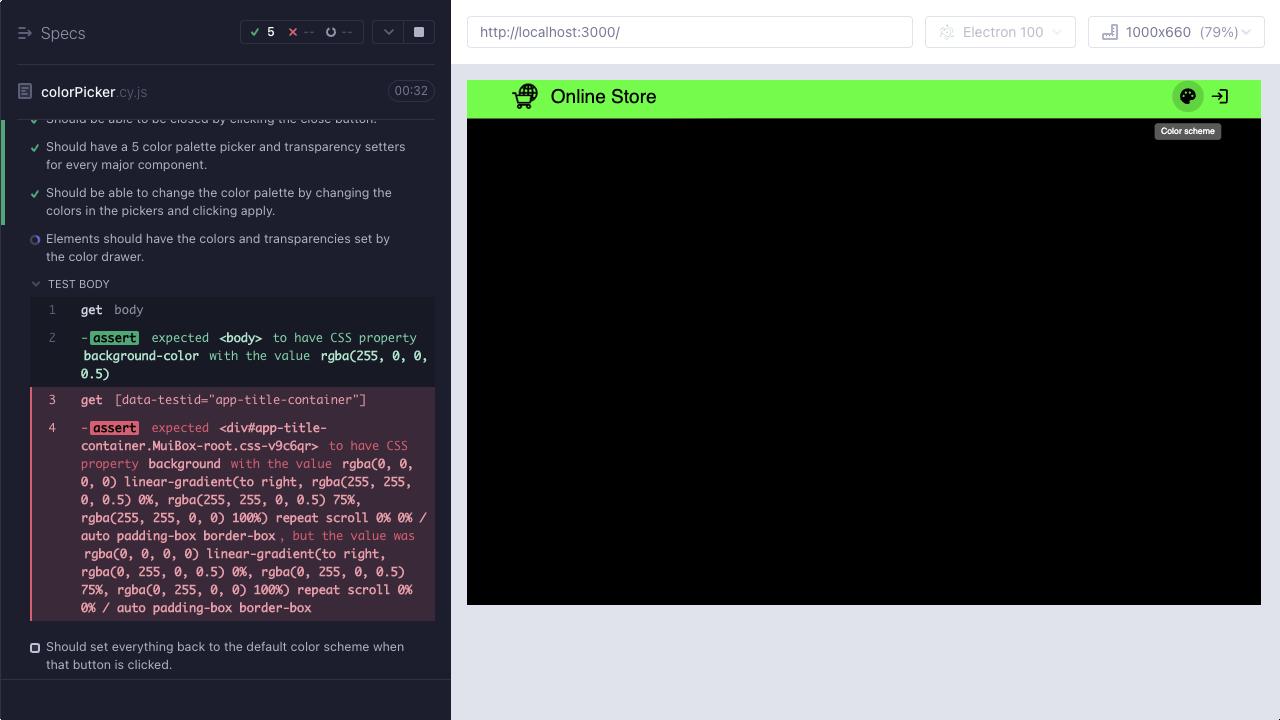 Specs
5 -- --
colorPicker.cy.js 00:32
Should be able to be closed by clicking the close button.
Should have a 5 color palette picker and transparency setters
for every major component.
Should be able to change the color palette by changing the
colors in the pickers and clicking apply.
Elements should have the colors and transparencies set by
the color drawer.
TEST BODY
1 get body
2 -assert expected <body> to have CSS property
background-color with the value rgba(255, 0, 0,
0.5)
3 get [data-testid="app-title-container"]
4 -assert expected <div#app-title-
container.MuiBox-root.css-v9c6qr> to have CSS
property background with the value rgba(0, 0,
0, 0) linear-gradient(to right, rgba(255, 255,
0, 0.5) 0%, rgba(255, 255, 0, 0.5) 75%,
rgba(255, 255, 0, 0) 100%) repeat scroll 0% 0% /
auto padding-box border-box, but the value was
rgba(0, 0, 0, 0) linear-gradient(to right,
rgba(0, 255, 0, 0.5) 0%, rgba(0, 255, 0, 0.5)
75%, rgba(0, 255, 0, 0) 100%) repeat scroll 0%
0% / auto padding-box border-box
Should set everything back to the default color scheme when
that button is clicked.
http://localhost:3000/
Electron 100
1000x660 (79%)
Online Store
Color scheme